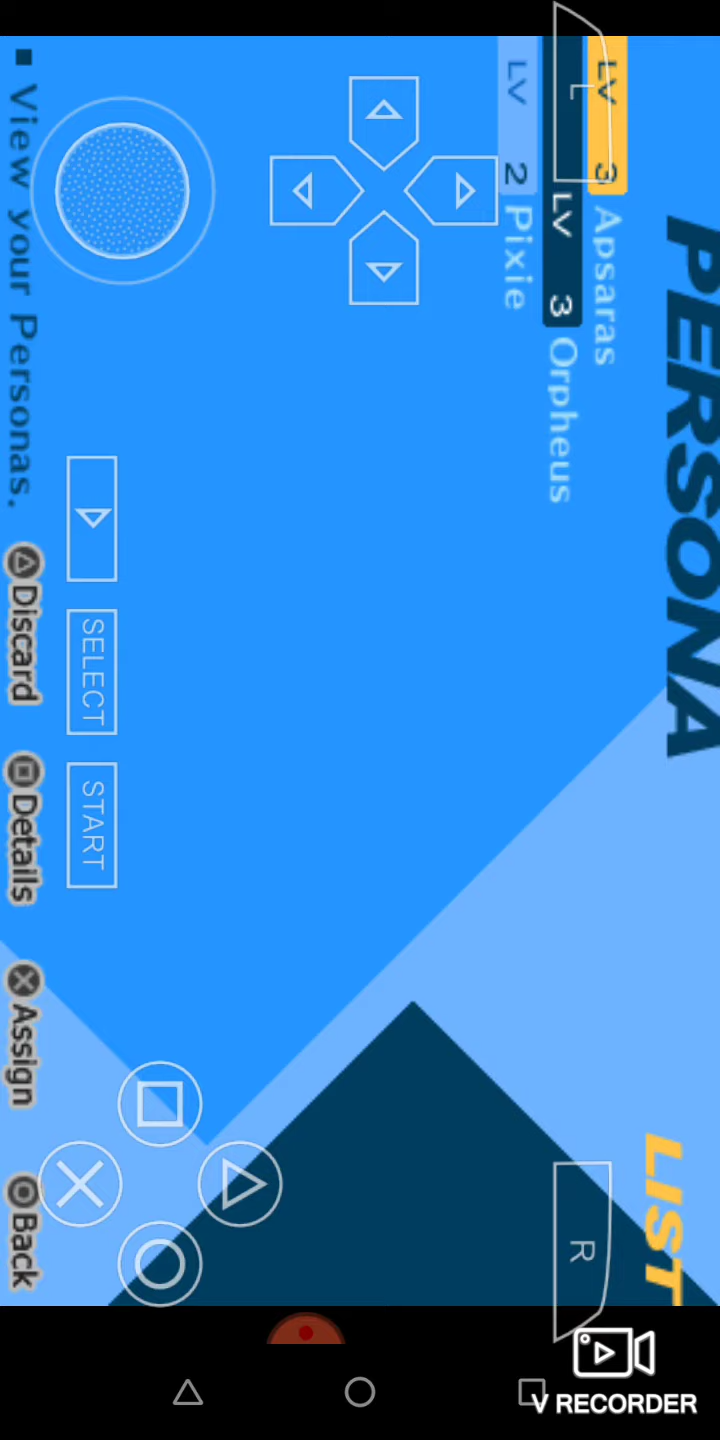 PERSONA
LIST
LV 3 Apsaras
LV 3 Orpheus
LV 2 Pixie
L
R
SELECT
START
View your Personas.
Discard
Details
Assign
Back
V RECORDER